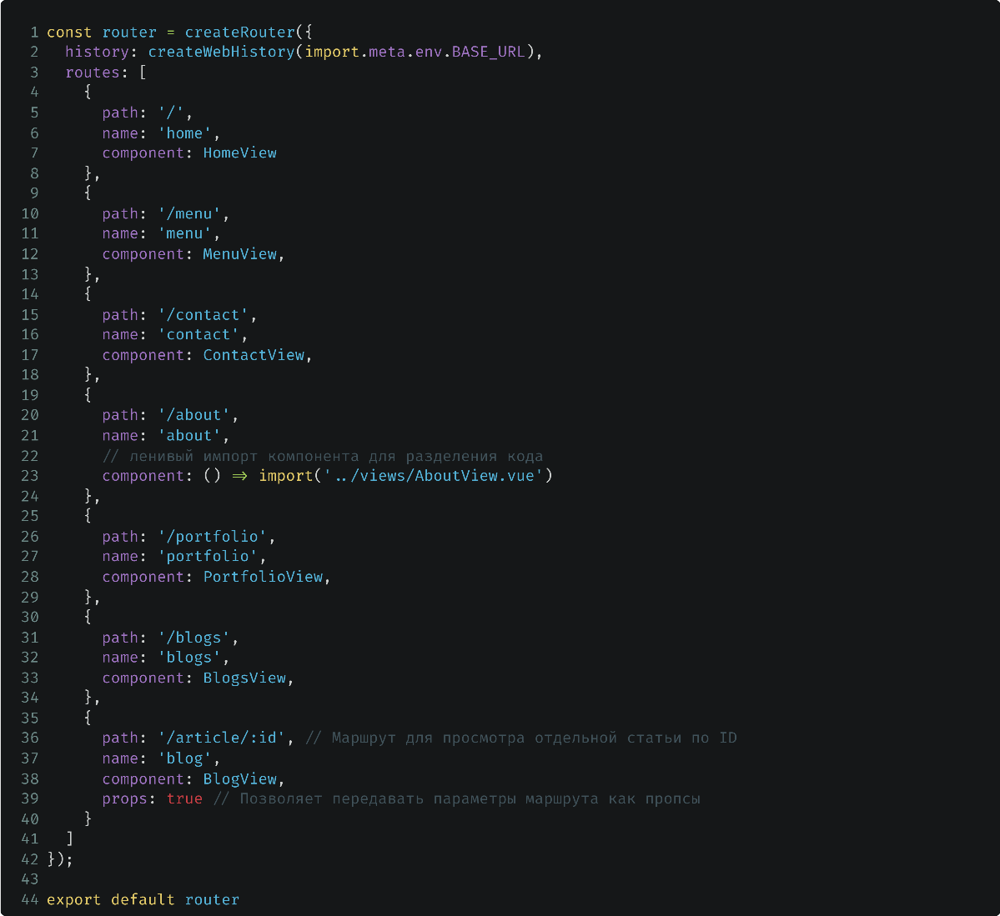 1 const router = createRouter({
2   history: createWebHistory(import.meta.env.BASE_URL),
3   routes: [
4     {
5       path: '/',
6       name: 'home',
7       component: HomeView
8     },
9     {
10       path: '/menu',
11       name: 'menu',
12       component: MenuView,
13     },
14     {
15       path: '/contact',
16       name: 'contact',
17       component: ContactView,
18     },
19     {
20       path: '/about',
21       name: 'about',
22       // ленивый импорт компонента для разделения кода
23       component: () => import('../views/AboutView.vue')
24     },
25     {
26       path: '/portfolio',
27       name: 'portfolio',
28       component: PortfolioView,
29     },
30     {
31       path: '/blogs',
32       name: 'blogs',
33       component: BlogsView,
34     },
35     {
36       path: '/article/:id', // Маршрут для просмотра отдельной статьи по ID
37       name: 'blog',
38       component: BlogView,
39       props: true // Позволяет передавать параметры маршрута как пропсы
40     }
41   ]
42 });
43
44 export default router